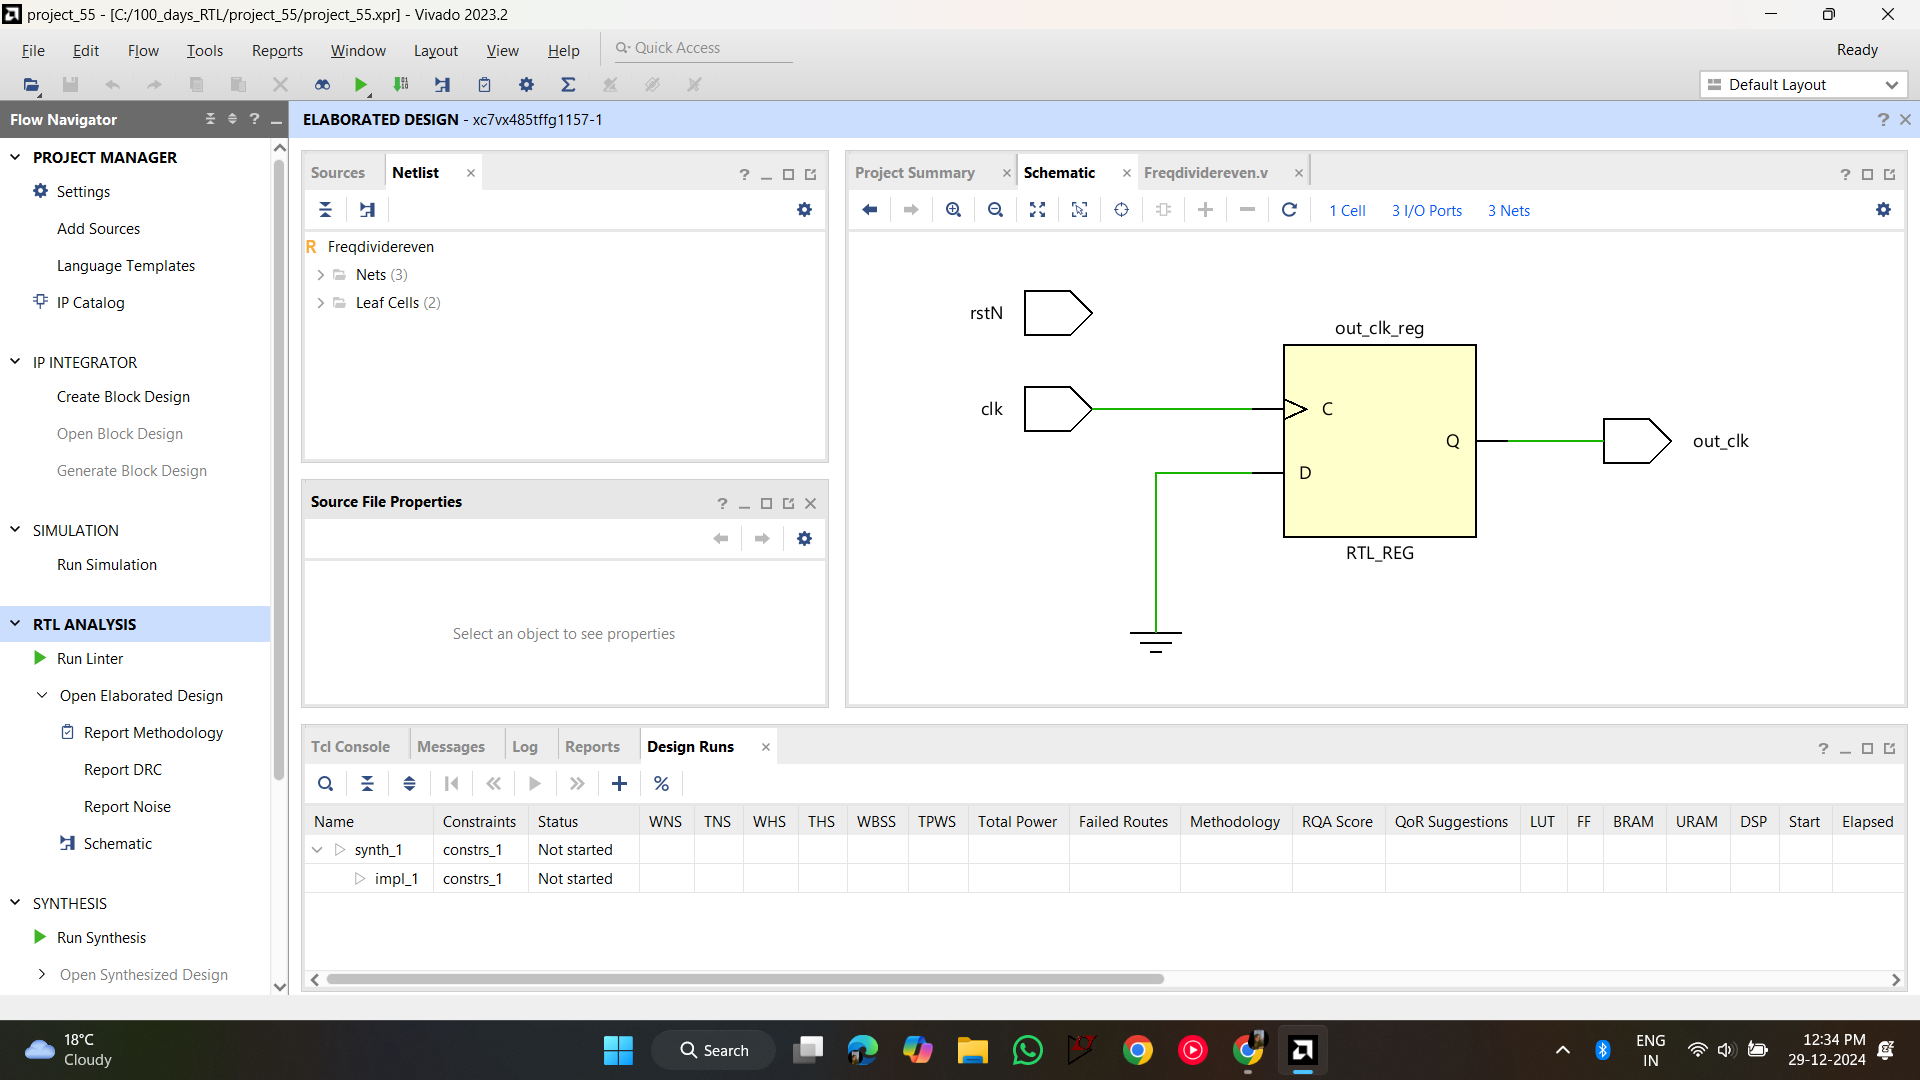 project_55 - [C:/100_days_RTL/project_55/project_55.xpr] - Vivado 2023.2
File Edit Flow Tools Reports Window Layout View Help Quick Access
Ready
Default Layout
Flow Navigator
ELABORATED DESIGN - xc7vx485tffg1157-1
PROJECT MANAGER
Settings
Add Sources
Language Templates
IP Catalog
IP INTEGRATOR
Create Block Design
Open Block Design
Generate Block Design
SIMULATION
Run Simulation
RTL ANALYSIS
Run Linter
Open Elaborated Design
Report Methodology
Report DRC
Report Noise
Schematic
SYNTHESIS
Run Synthesis
Open Synthesized Design
Sources Netlist
R Freqdividereven
Nets (3)
Leaf Cells (2)
Source File Properties
Select an object to see properties
Project Summary Schematic Freqdividereven.v
1 Cell 3 I/O Ports 3 Nets
rstN
out_clk_reg
clk
C
Q
out_clk
D
RTL_REG
Tcl Console Messages Log Reports Design Runs
Name Constraints Status WNS TNS WHS THS WBSS TPWS Total Power Failed Routes Methodology RQA Score QoR Suggestions LUT FF BRAM URAM DSP Start Elapsed
synth_1 constrs_1 Not started
impl_1 constrs_1 Not started
18°C
Cloudy
Search
ENG
IN
12:34 PM
29-12-2024